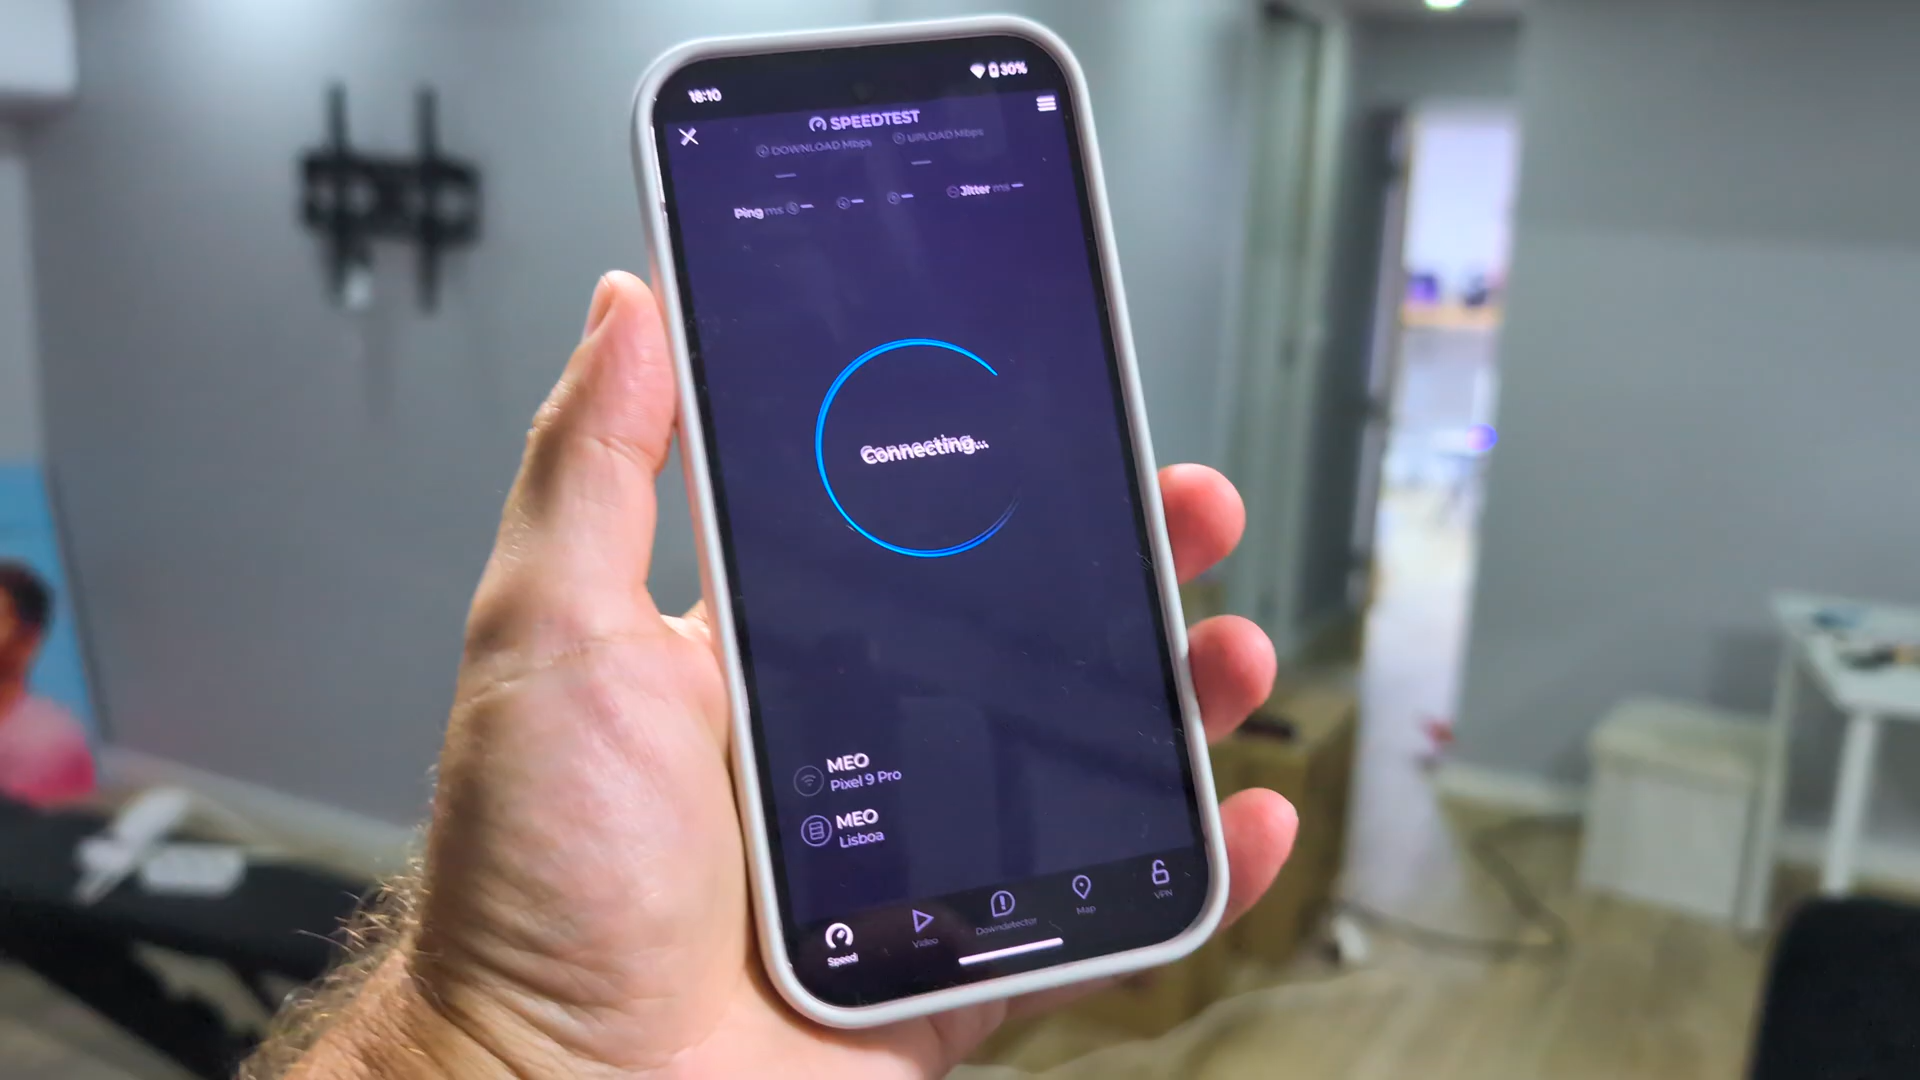 18:10 30%
SPEEDTEST
DOWNLOAD Mbps UPLOAD Mbps
— —
Ping ms — — — Jitter ms —
Connecting...
MEO
Pixel 9 Pro
MEO
Lisboa
Speed Video Downdetector Map VPN